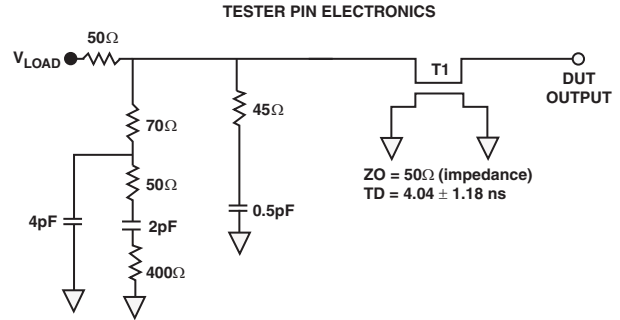 TESTER PIN ELECTRONICS
50Ω
VLOAD
T1
DUT
OUTPUT
70Ω
45Ω
50Ω
ZO = 50Ω (impedance)
TD = 4.04 ± 1.18 ns
4pF
2pF
0.5pF
400Ω